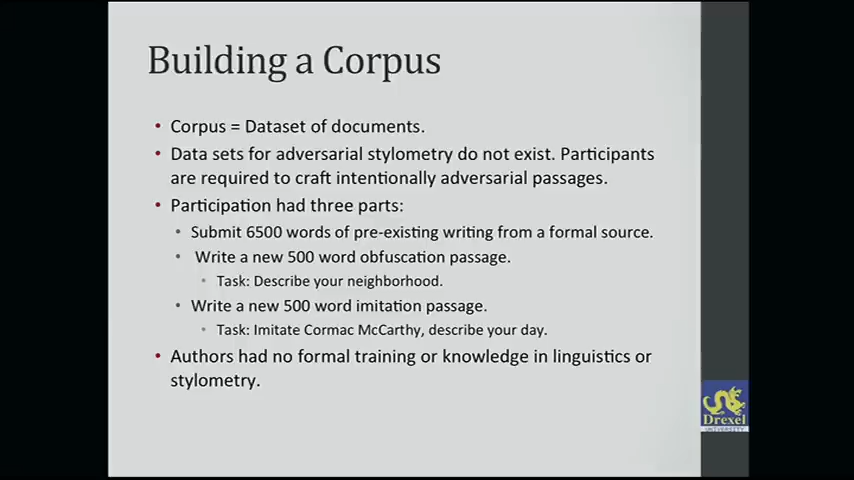 Building a Corpus
• Corpus = Dataset of documents.
• Data sets for adversarial stylometry do not exist. Participants
are required to craft intentionally adversarial passages.
• Participation had three parts:
• Submit 6500 words of pre-existing writing from a formal source.
• Write a new 500 word obfuscation passage.
• Task: Describe your neighborhood.
• Write a new 500 word imitation passage.
• Task: Imitate Cormac McCarthy, describe your day.
• Authors had no formal training or knowledge in linguistics or
stylometry.
Drexel
UNIVERSITY